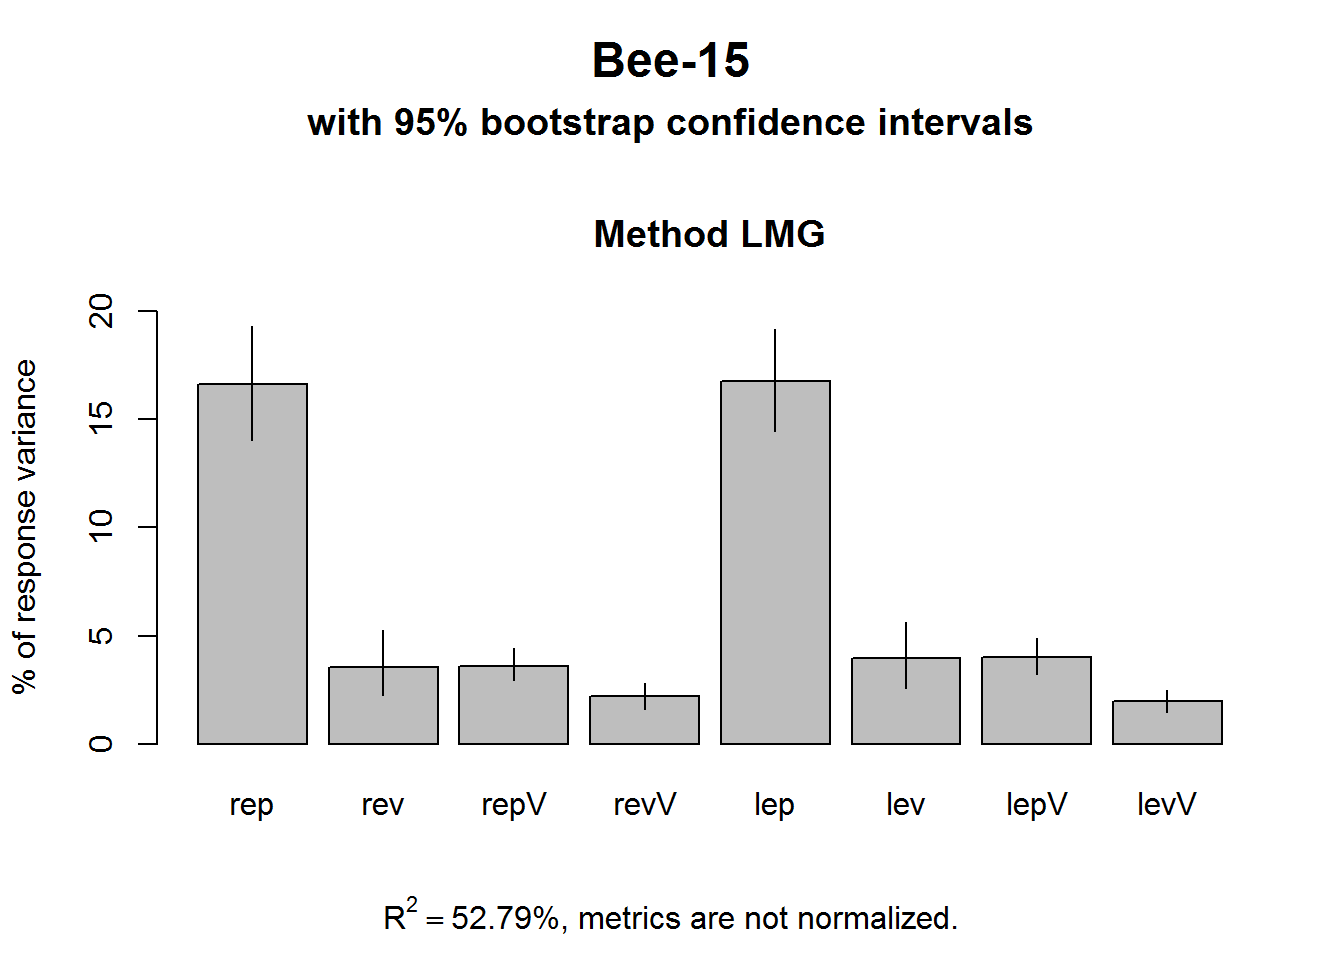 Bee-15
with 95% bootstrap confidence intervals
Method LMG
% of response variance
20
15
10
5
0
rep rev repV revV lep lev lepV levV
R² = 52.79%, metrics are not normalized.